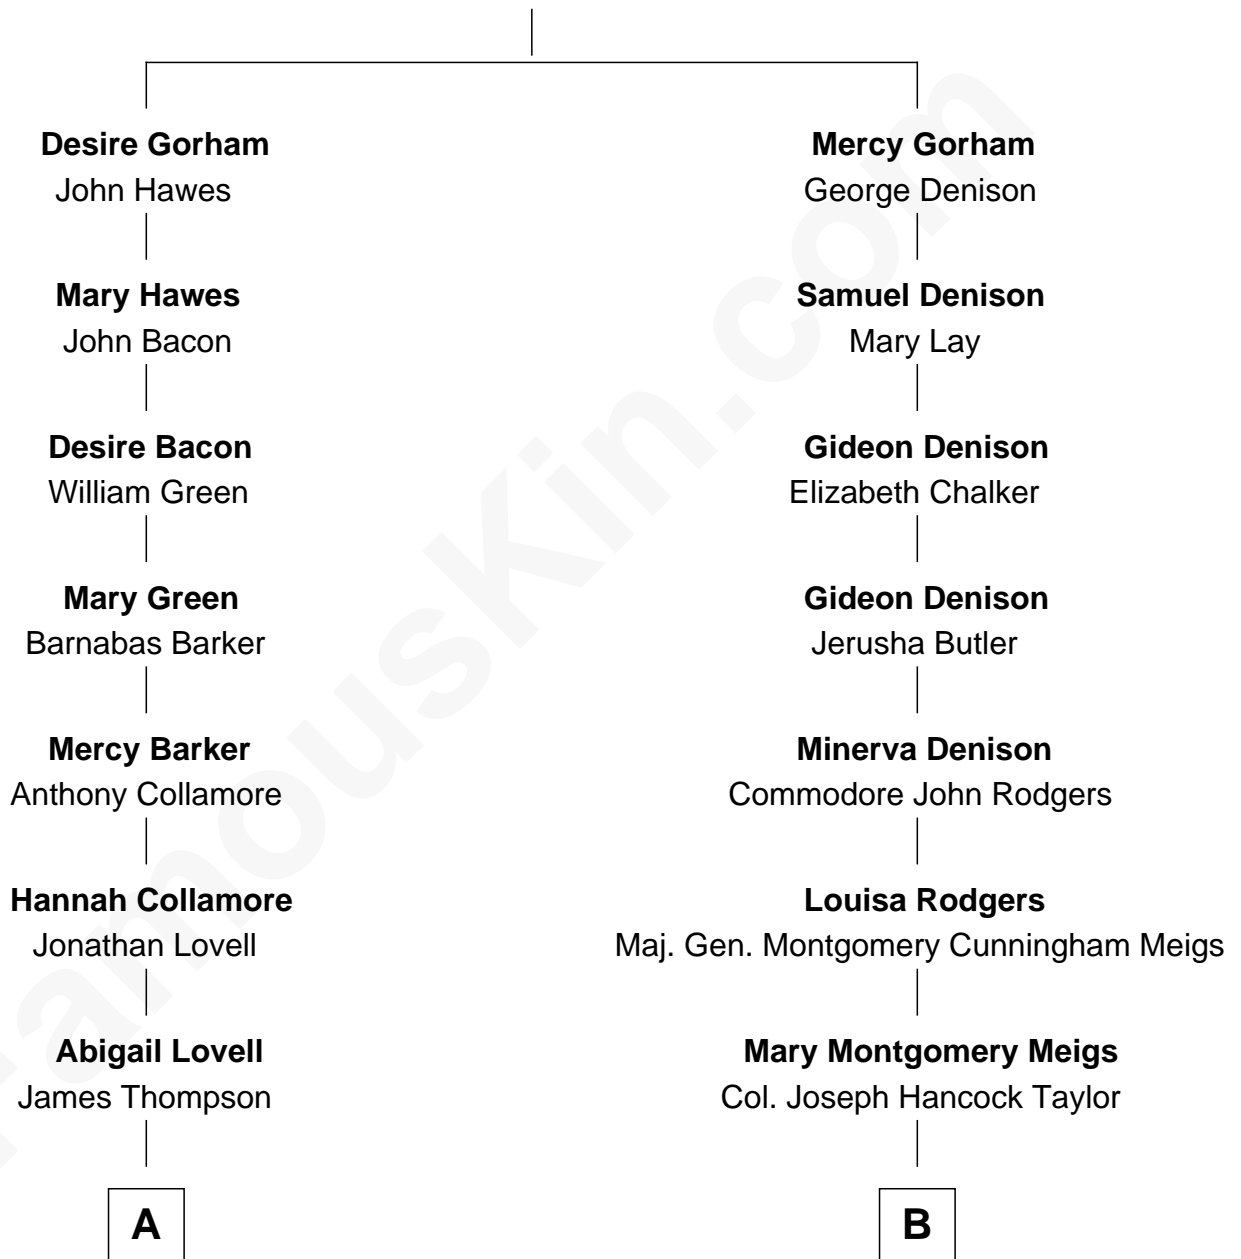 Desire Gorham
John Hawes
Mary Hawes
John Bacon
Desire Bacon
William Green
Mary Green
Barnabas Barker
Mercy Barker
Anthony Collamore
Hannah Collamore
Jonathan Lovell
Abigail Lovell
James Thompson
A
Mercy Gorham
George Denison
Samuel Denison
Mary Lay
Gideon Denison
Elizabeth Chalker
Gideon Denison
Jerusha Butler
Minerva Denison
Commodore John Rodgers
Louisa Rodgers
Maj. Gen. Montgomery Cunningham Meigs
Mary Montgomery Meigs
Col. Joseph Hancock Taylor
B
FamousKin.com